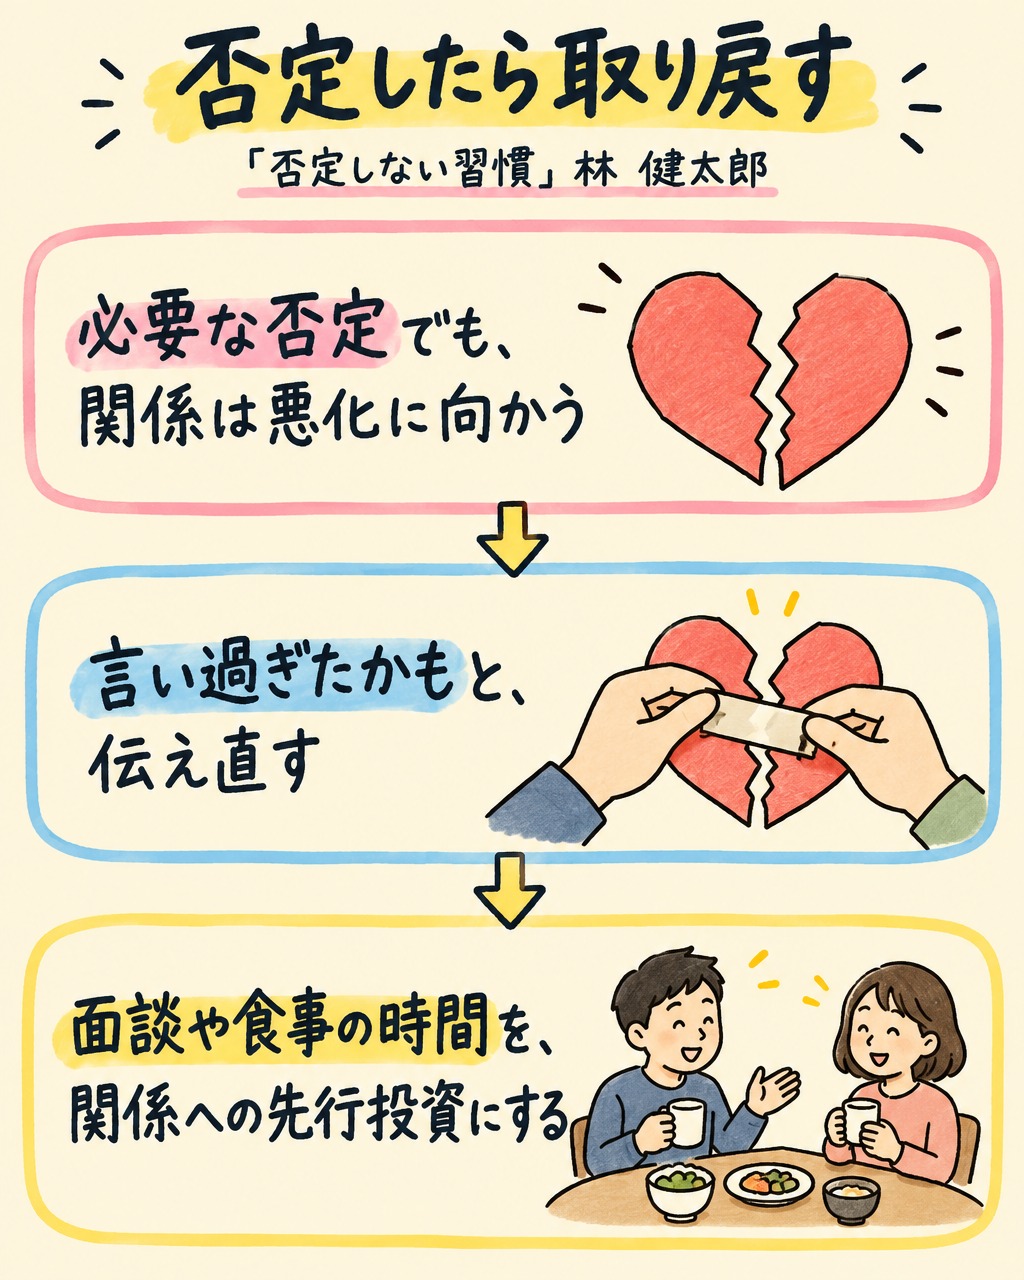 否定したら取り戻す
「否定しない習慣」林 健太郎
必要な否定でも、
関係は悪化に向かう
言い過ぎたかもと、
伝え直す
面談や食事の時間を、
関係への先行投資にする